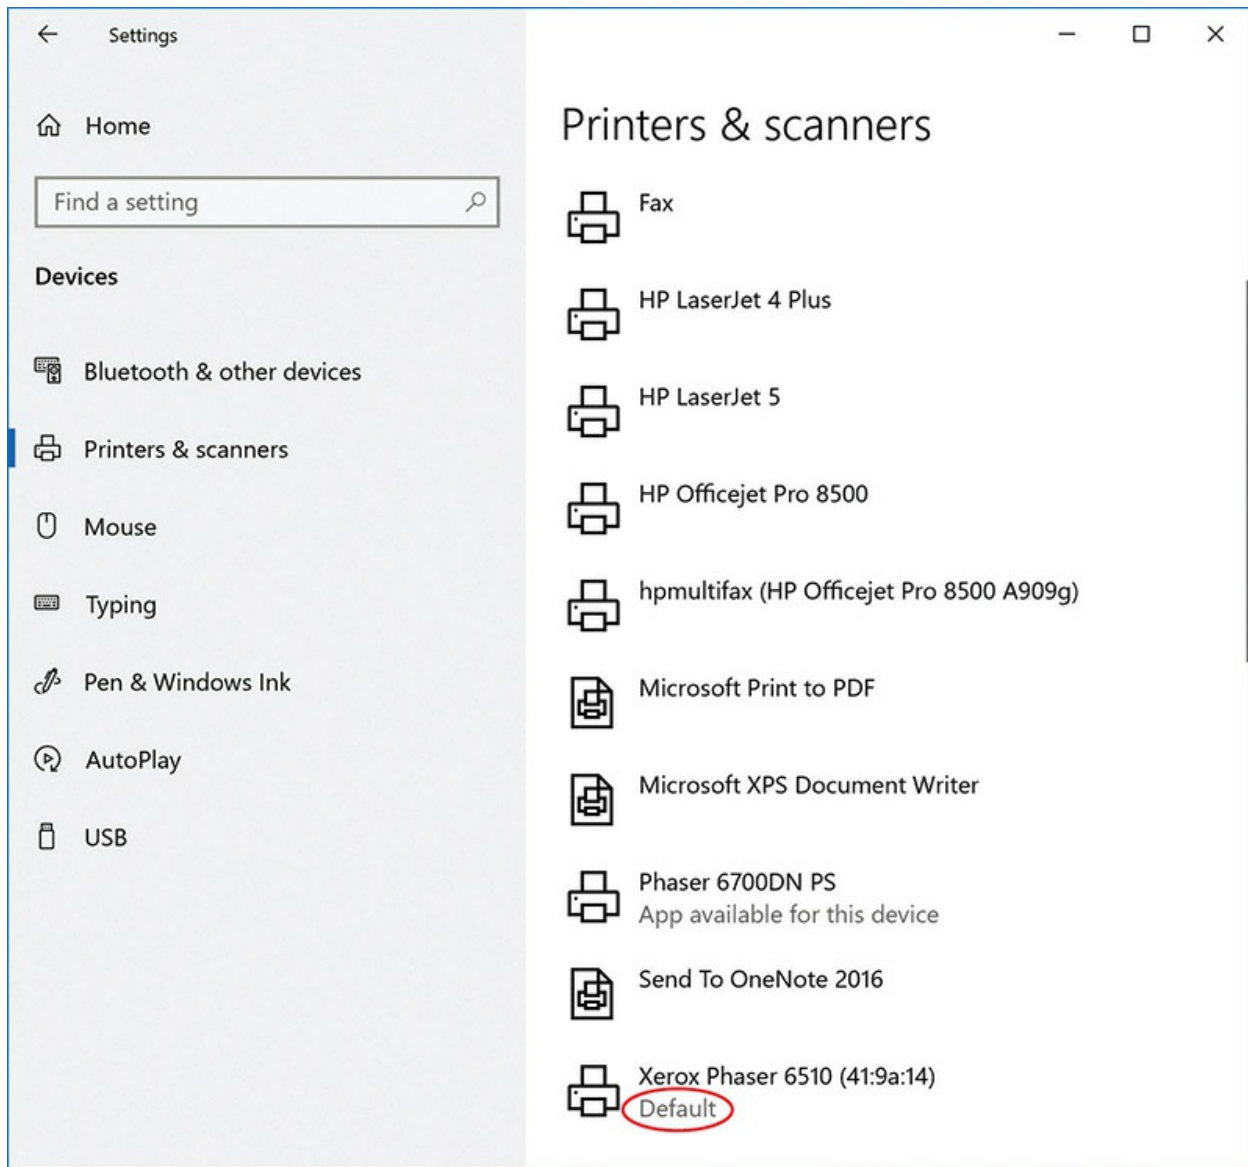 Settings
Home
Find a setting
Devices
Bluetooth & other devices
Printers & scanners
Mouse
Typing
Pen & Windows Ink
AutoPlay
USB
Printers & scanners
Fax
HP LaserJet 4 Plus
HP LaserJet 5
HP Officejet Pro 8500
hpmultifax (HP Officejet Pro 8500 A909g)
Microsoft Print to PDF
Microsoft XPS Document Writer
Phaser 6700DN PS
App available for this device
Send To OneNote 2016
Xerox Phaser 6510 (41:9a:14)
Default